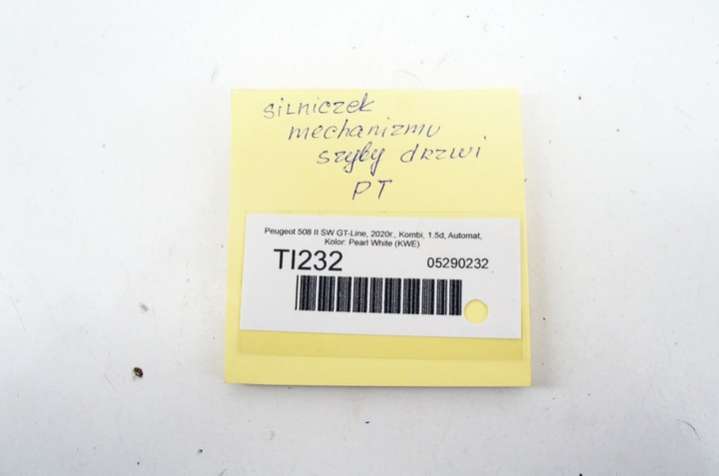 silniczek
mechanizmu
szyby drzwi
PT
Peugeot 508 II SW GT-Line, 2020r., Kombi, 1.5d, Automat,
Kolor: Pearl White (KWE)
TI232 05290232